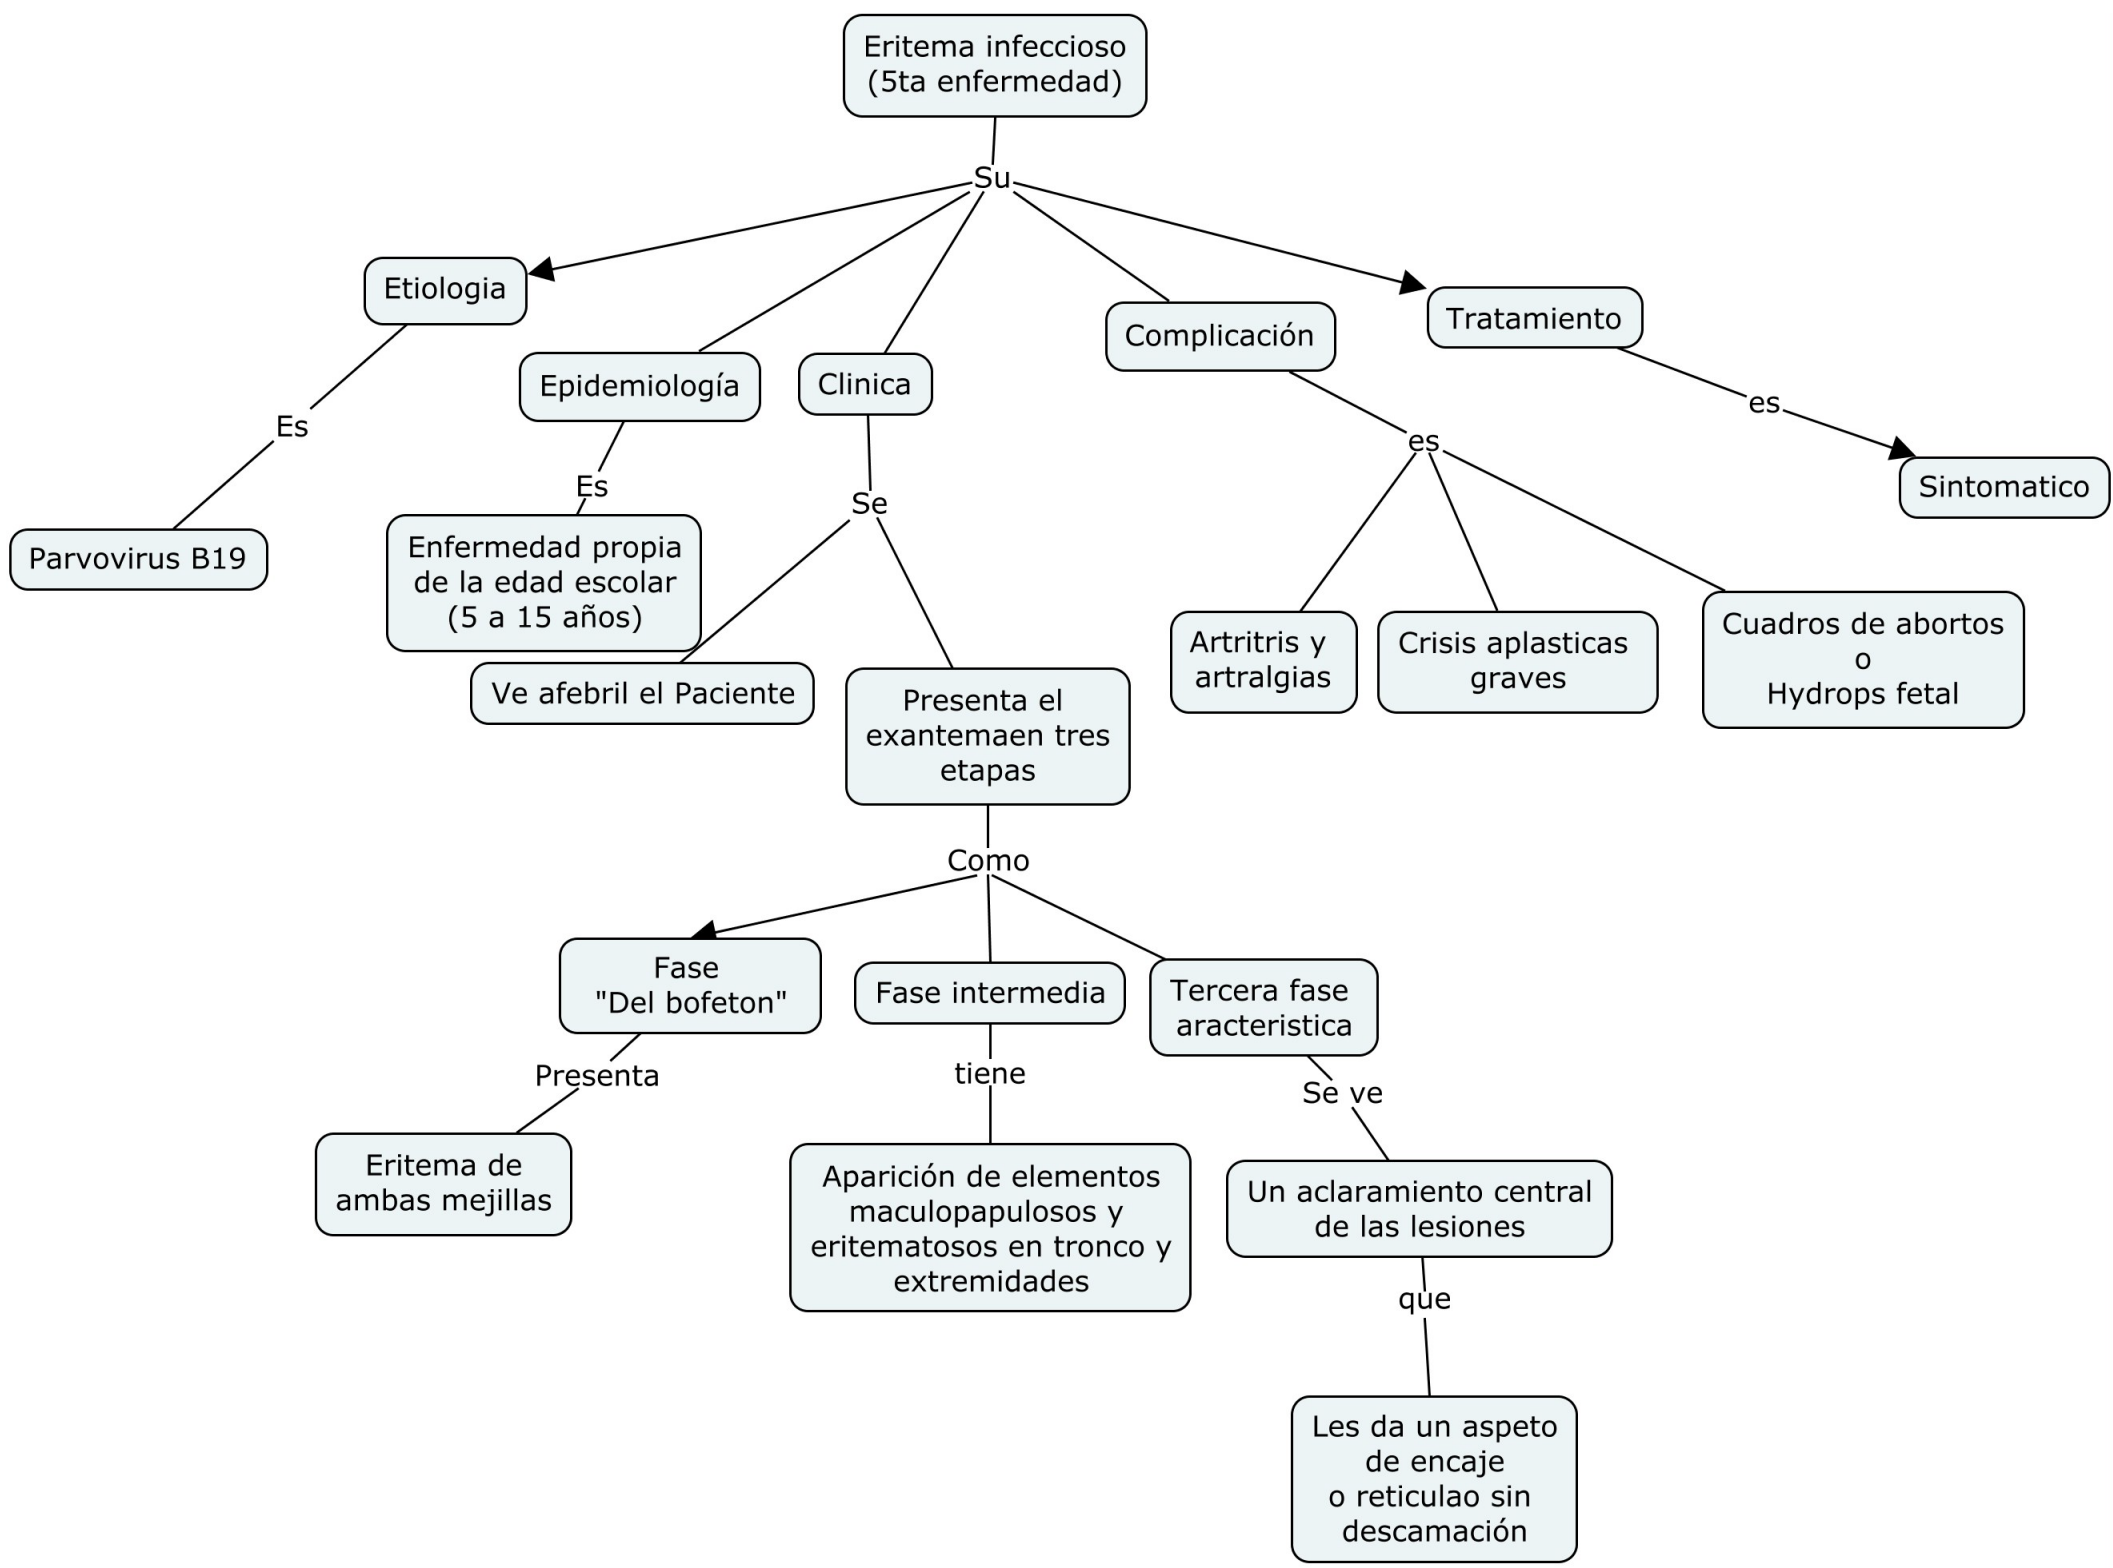 Eritema infeccioso
(5ta enfermedad)
Su
Etiologia
Es
Parvovirus B19
Epidemiología
Es
Enfermedad propia
de la edad escolar
(5 a 15 años)
Clinica
Se
Ve afebril el Paciente
Presenta el
exantemaen tres
etapas
Como
Fase
"Del bofeton"
Presenta
Eritema de
ambas mejillas
Fase intermedia
tiene
Aparición de elementos
maculopapulosos y
eritematosos en tronco y
extremidades
Tercera fase
aracteristica
Se ve
Un aclaramiento central
de las lesiones
que
Les da un aspeto
de encaje
o reticulao sin
descamación
Complicación
es
Artritris y
artralgias
Crisis aplasticas
graves
Cuadros de abortos
o
Hydrops fetal
Tratamiento
es
Sintomatico